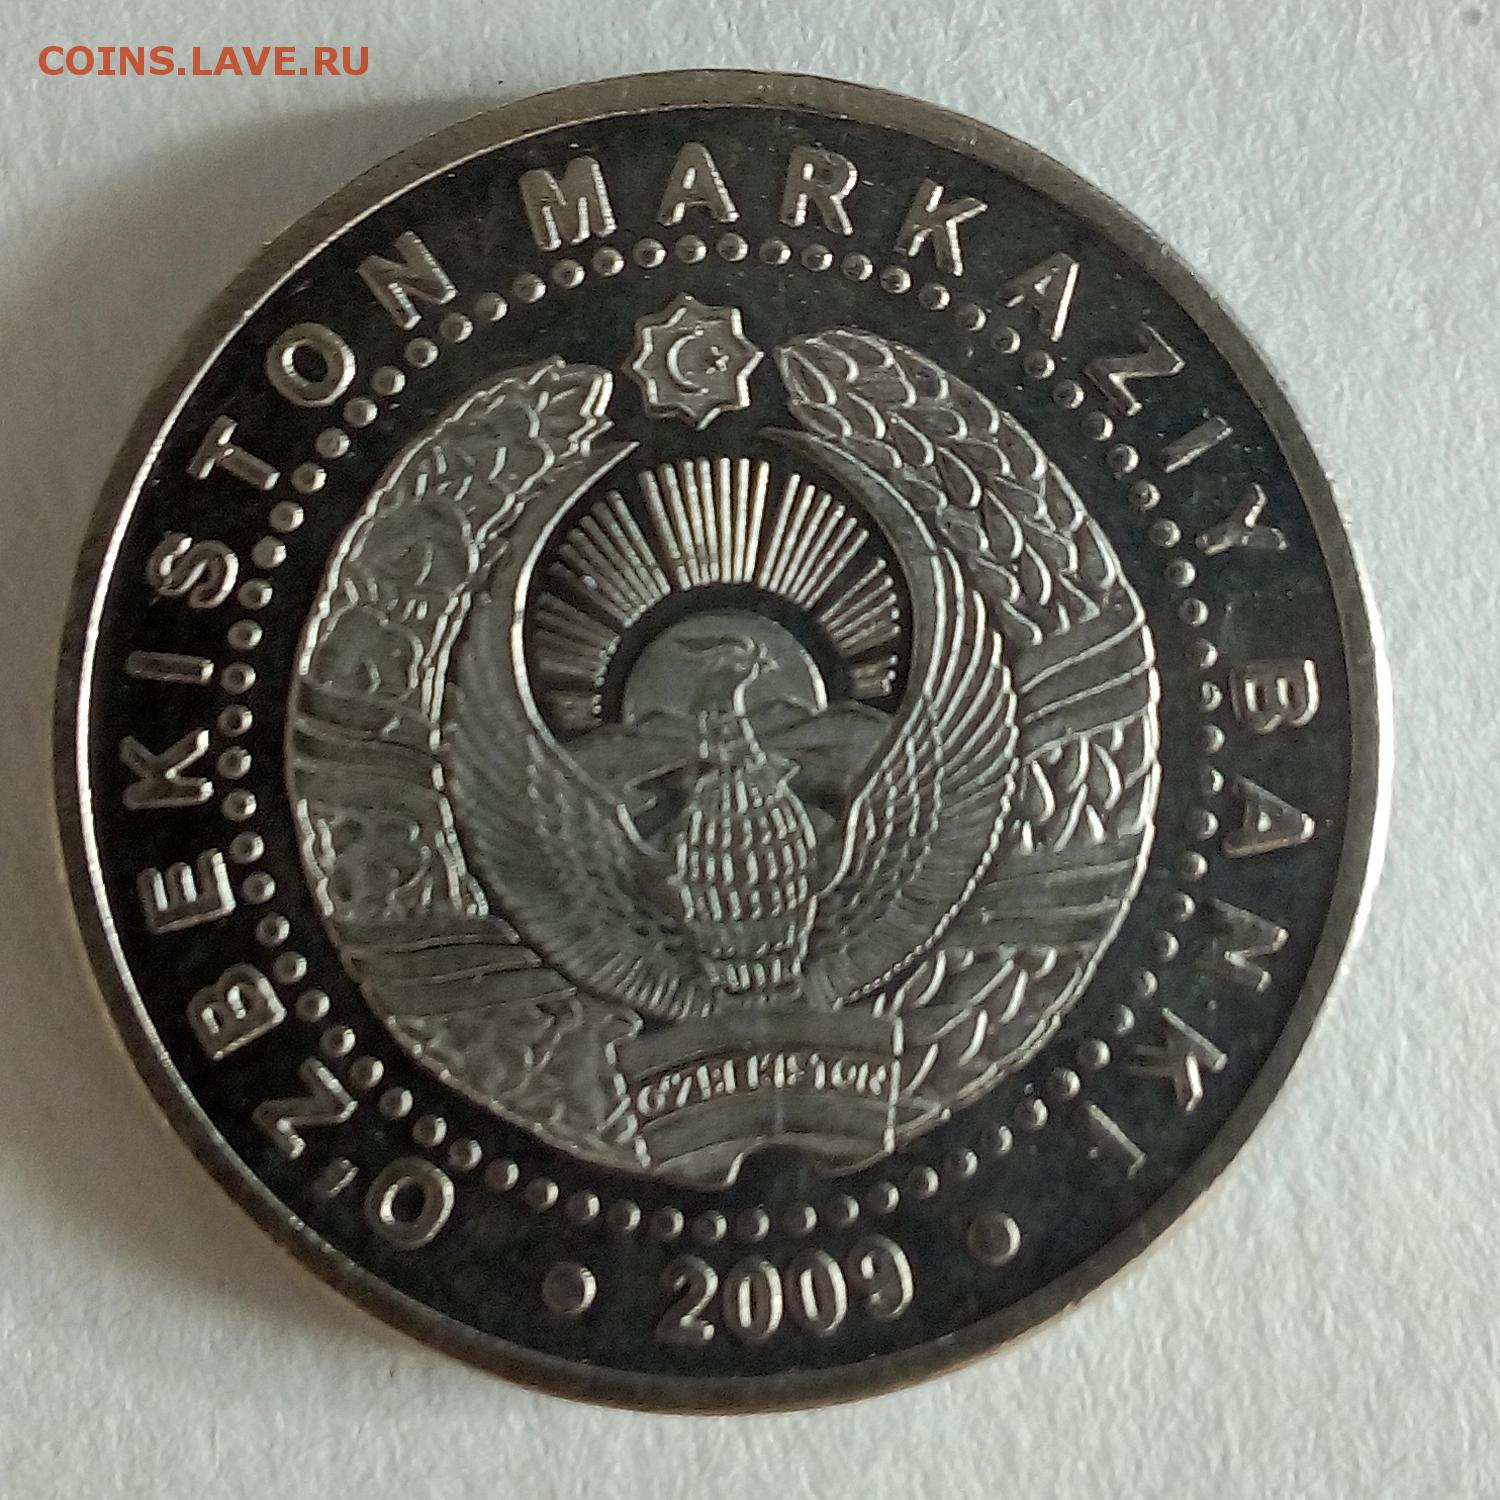 COINS.LAVE.RU
O'ZBEKISTON MARKAZIY BANKI
O'ZBEKISTON
• 2009 •